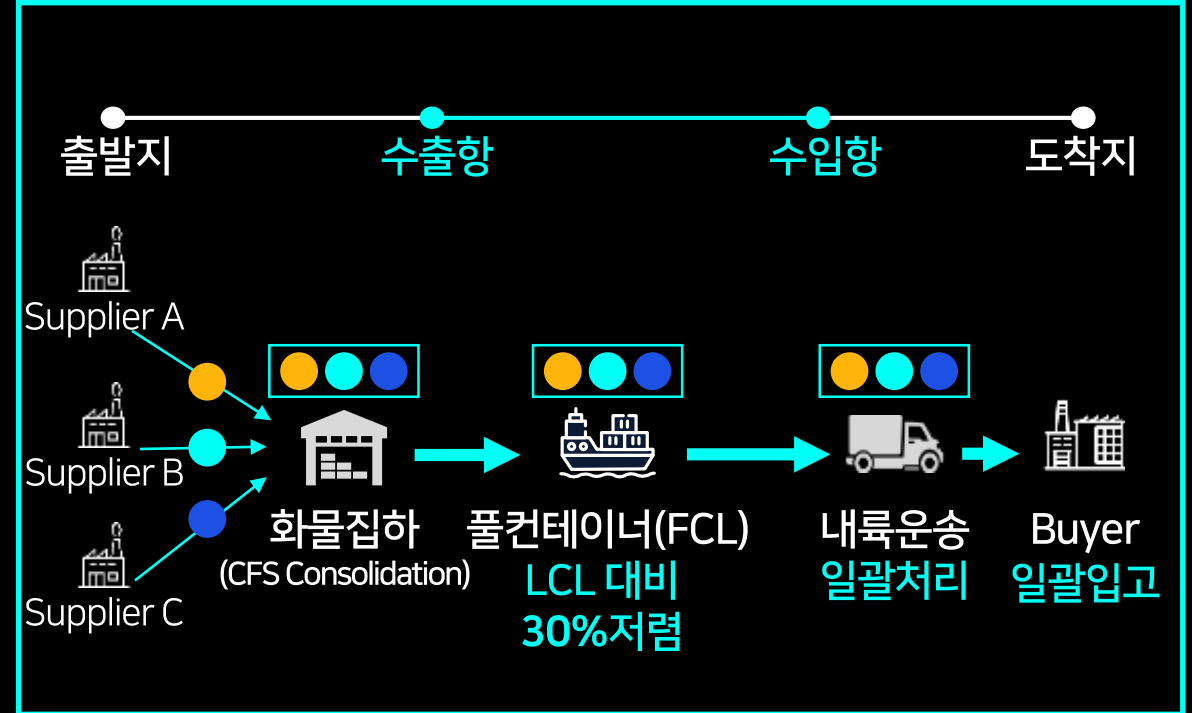 출발지
수출항
수입항
도착지
Supplier A
Supplier B
Supplier C
화물집하
(CFS Consolidation)
풀컨테이너(FCL)
LCL 대비
30%저렴
내륙운송
일괄처리
Buyer
일괄입고